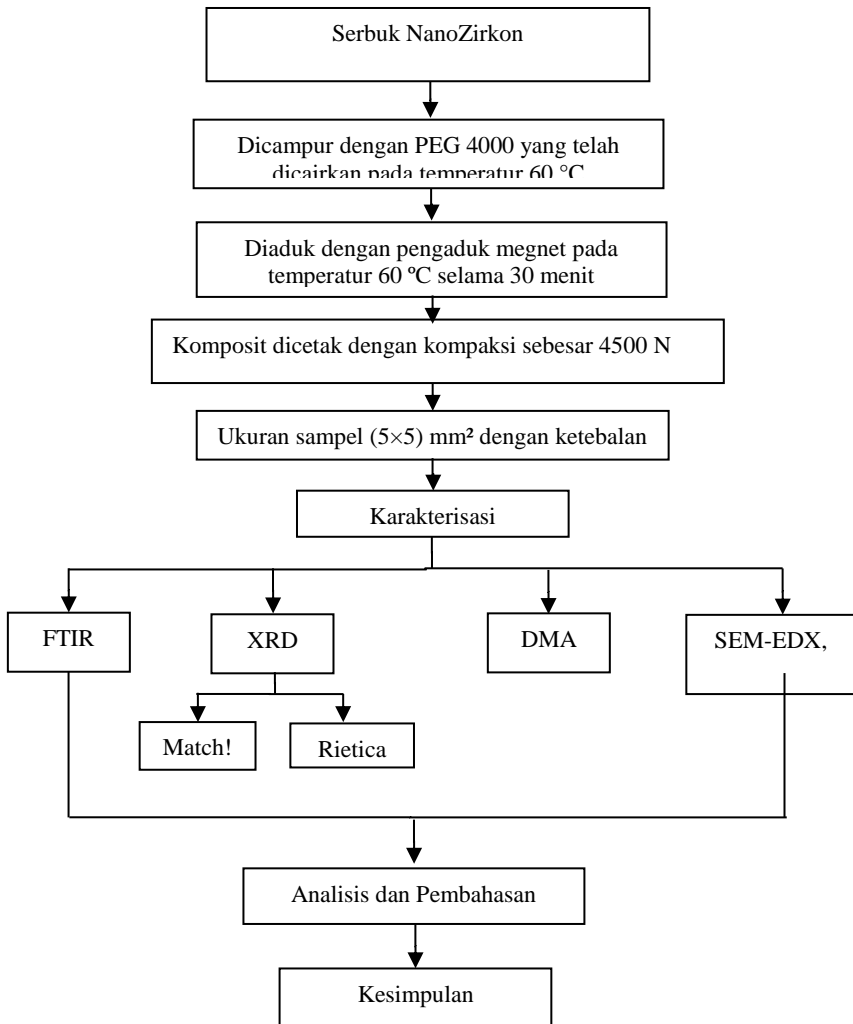 Serbuk NanoZirkon
Dicampur dengan PEG 4000 yang telah
dicairkan pada temperatur 60 °C
Diaduk dengan pengaduk megnet pada
temperatur 60 ºC selama 30 menit
Komposit dicetak dengan kompaksi sebesar 4500 N
Ukuran sampel (5×5) mm² dengan ketebalan
Karakterisasi
FTIR
XRD
DMA
SEM-EDX,
Match!
Rietica
Analisis dan Pembahasan
Kesimpulan